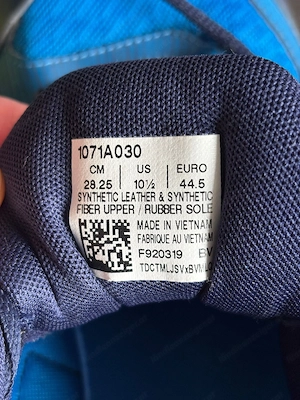 1071A030
CM US EURO
28.25 10½ 44.5
SYNTHETIC LEATHER & SYNTHETIC
FIBER UPPER / RUBBER SOLE
MADE IN VIETNAM
FABRIQUE AU VIETNAM
F920319 BV